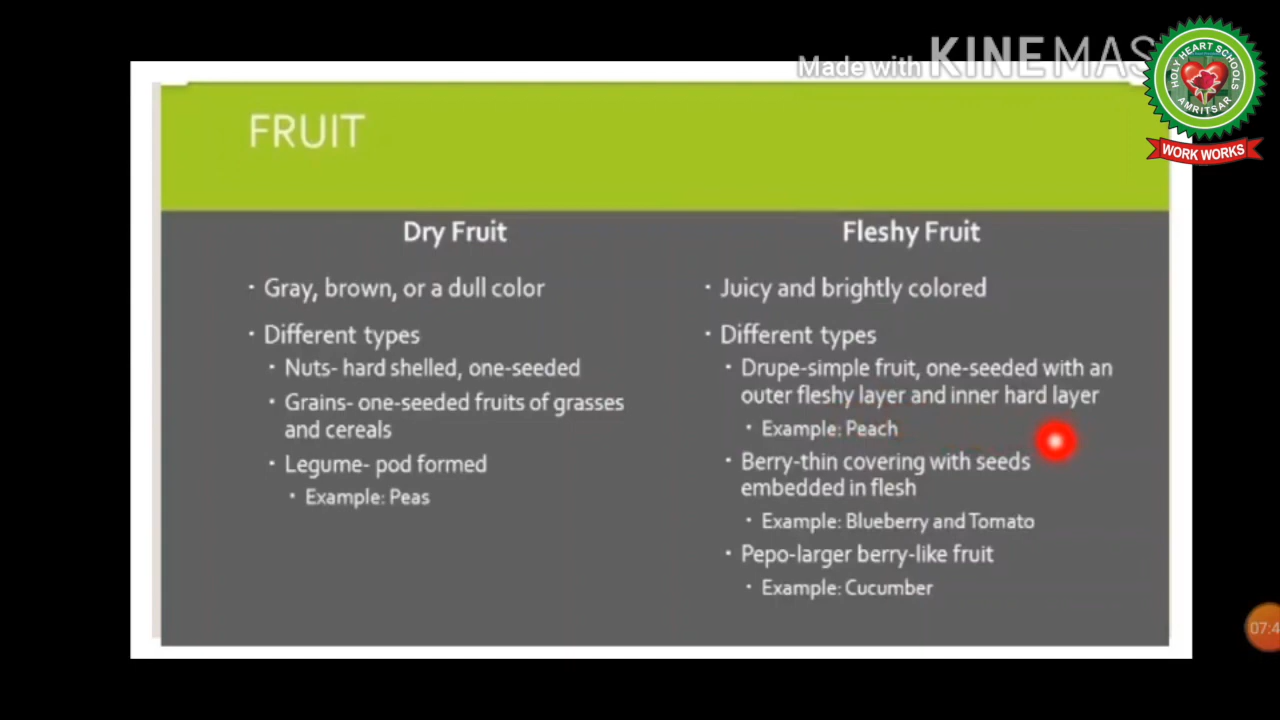 Made with KINEMAS
HOLY HEART SCHOOLS
AMRITSAR
WORK WORKS
FRUIT
Dry Fruit
· Gray, brown, or a dull color
· Different types
· Nuts- hard shelled, one-seeded
· Grains- one-seeded fruits of grasses
and cereals
· Legume- pod formed
· Example: Peas
Fleshy Fruit
· Juicy and brightly colored
· Different types
· Drupe-simple fruit, one-seeded with an
outer fleshy layer and inner hard layer
· Example: Peach
· Berry-thin covering with seeds
embedded in flesh
· Example: Blueberry and Tomato
· Pepo-larger berry-like fruit
· Example: Cucumber
07:4